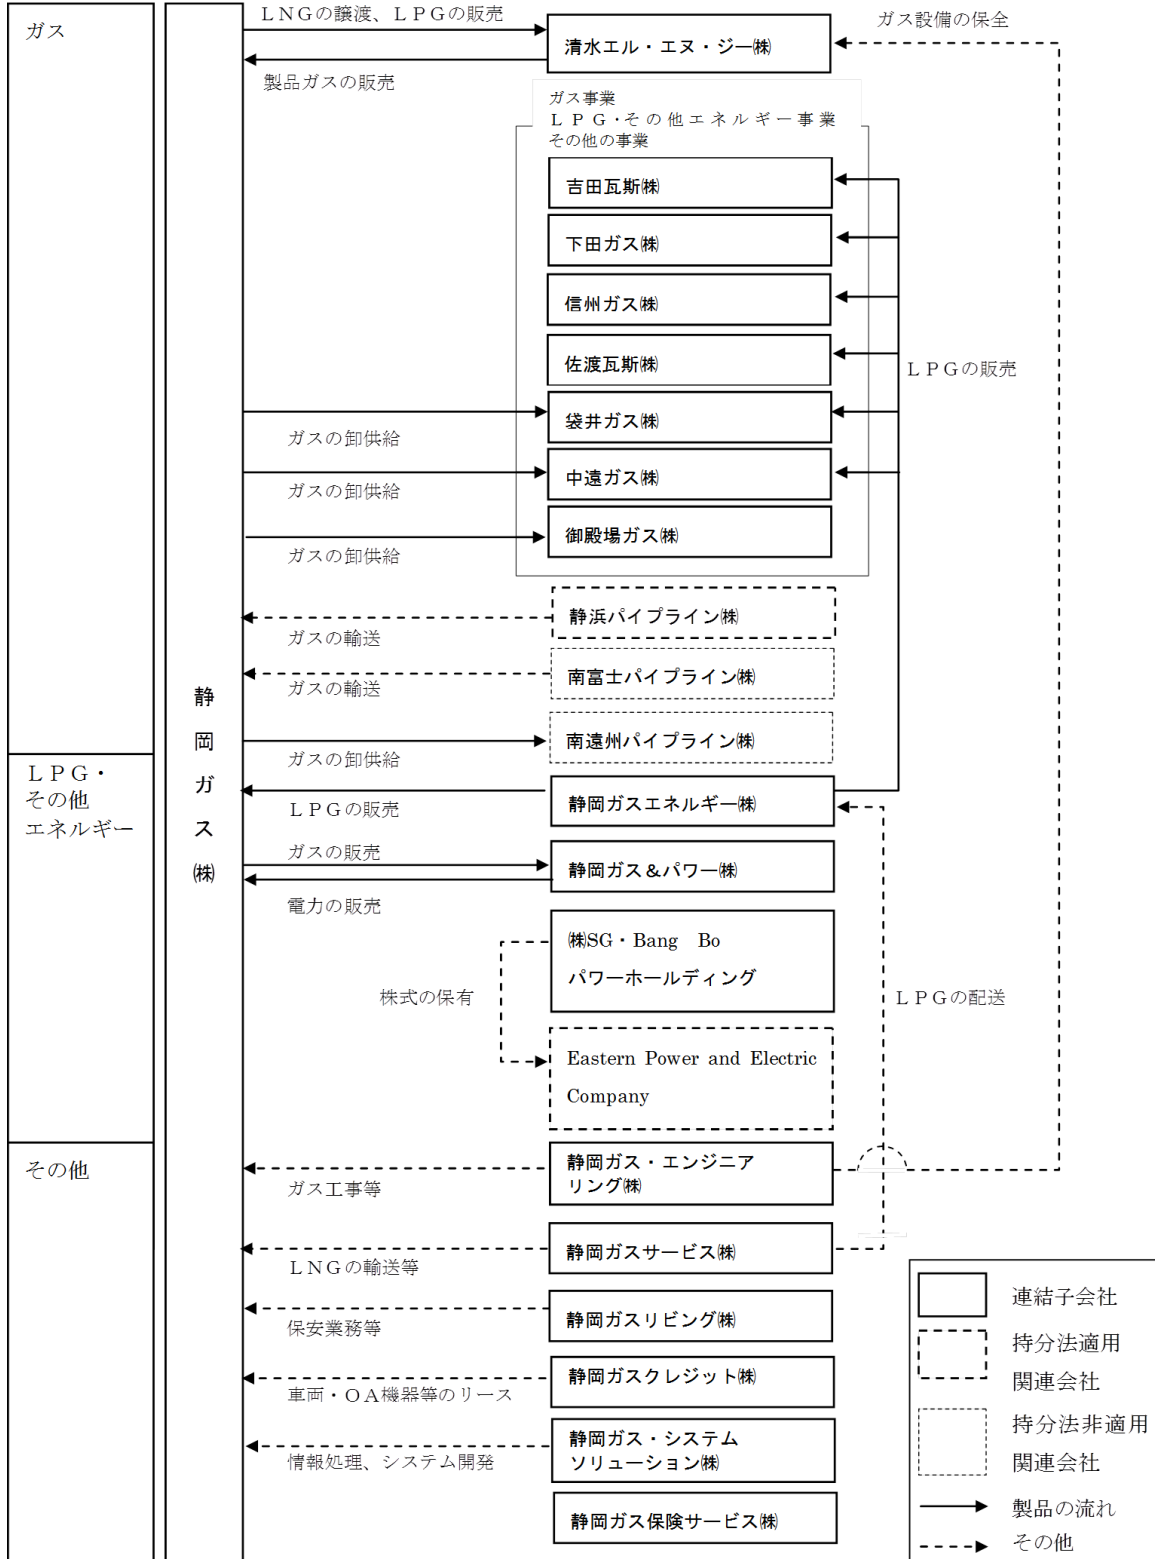 ガス
LNGの譲渡、LPGの販売
清水エル・エヌ・ジー㈱
ガス設備の保全
製品ガスの販売
ガス事業
LPG・その他エネルギー事業
その他の事業
吉田瓦斯㈱
下田ガス㈱
信州ガス㈱
佐渡瓦斯㈱
LPGの販売
袋井ガス㈱
ガスの卸供給
中遠ガス㈱
ガスの卸供給
御殿場ガス㈱
ガスの卸供給
静浜パイプライン㈱
ガスの輸送
南富士パイプライン㈱
ガスの輸送
静岡ガス㈱
南遠州パイプライン㈱
ガスの卸供給
LPG・
その他
エネルギー
静岡ガスエネルギー㈱
LPGの販売
ガスの販売
静岡ガス&パワー㈱
電力の販売
㈱SG・Bang Bo
パワーホールディング
株式の保有
LPGの配送
Eastern Power and Electric
Company
その他
静岡ガス・エンジニア
リング㈱
ガス工事等
静岡ガスサービス㈱
LNGの輸送等
静岡ガスリビング㈱
保安業務等
静岡ガスクレジット㈱
車両・OA機器等のリース
静岡ガス・システム
ソリューション㈱
情報処理、システム開発
静岡ガス保険サービス㈱
連結子会社
持分法適用
関連会社
持分法非適用
関連会社
製品の流れ
その他